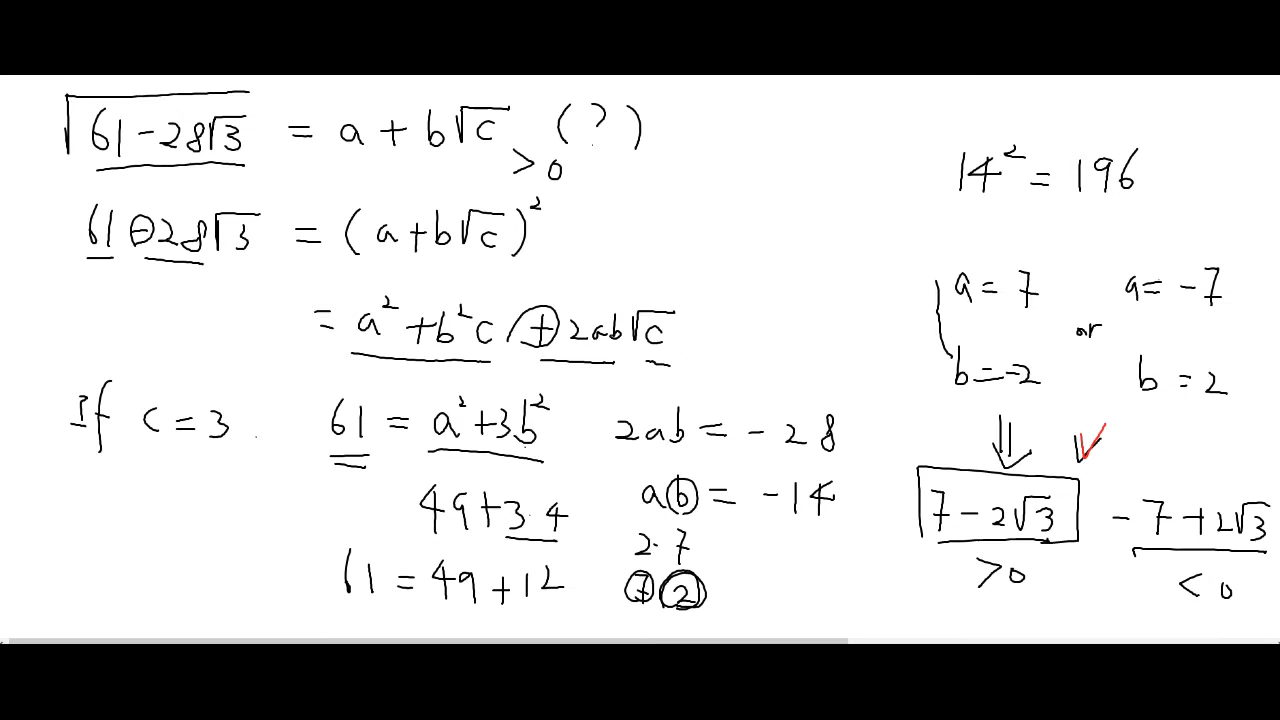 √(61 - 28√3) = a + b√c (?)
> 0
61 - 28√3 = (a + b√c)²
= a² + b²c + 2ab√c
If c = 3 61 = a² + 3b² 2ab = - 28
49 + 3·4 ab = - 14
2·7
61 = 49 + 12 7 2
14² = 196
a = 7 a = - 7
or
b = -2 b = 2
⇓
7 - 2√3 - 7 + 2√3
> 0 < 0